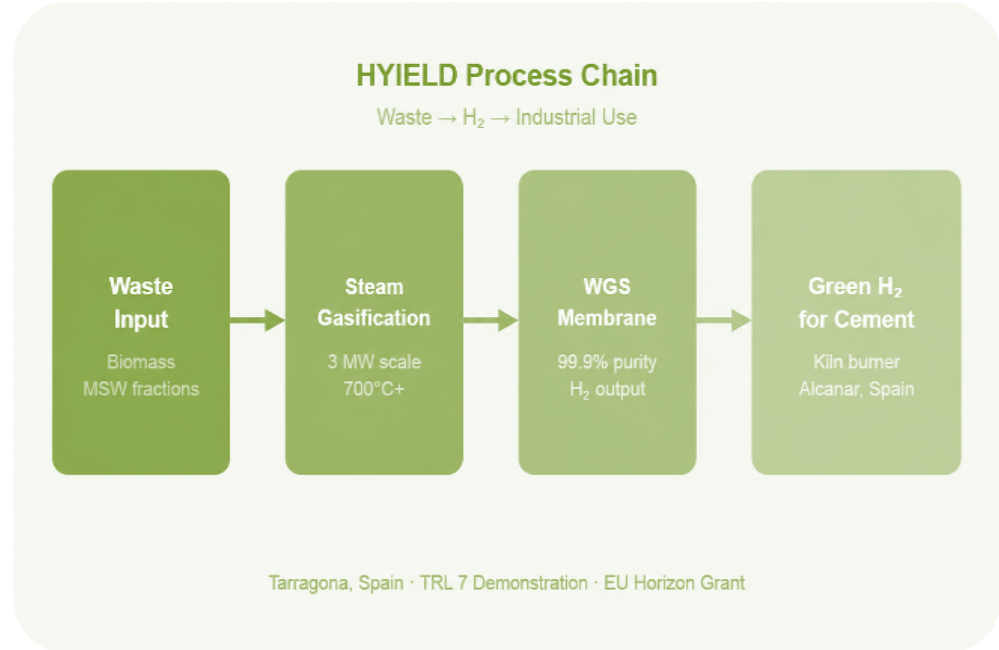 HYIELD Process Chain
Waste → H₂ → Industrial Use
Waste
Input
Biomass
MSW fractions
Steam
Gasification
3 MW scale
700°C+
WGS
Membrane
99.9% purity
H₂ output
Green H₂
for Cement
Kiln burner
Alcanar, Spain
Tarragona, Spain · TRL 7 Demonstration · EU Horizon Grant